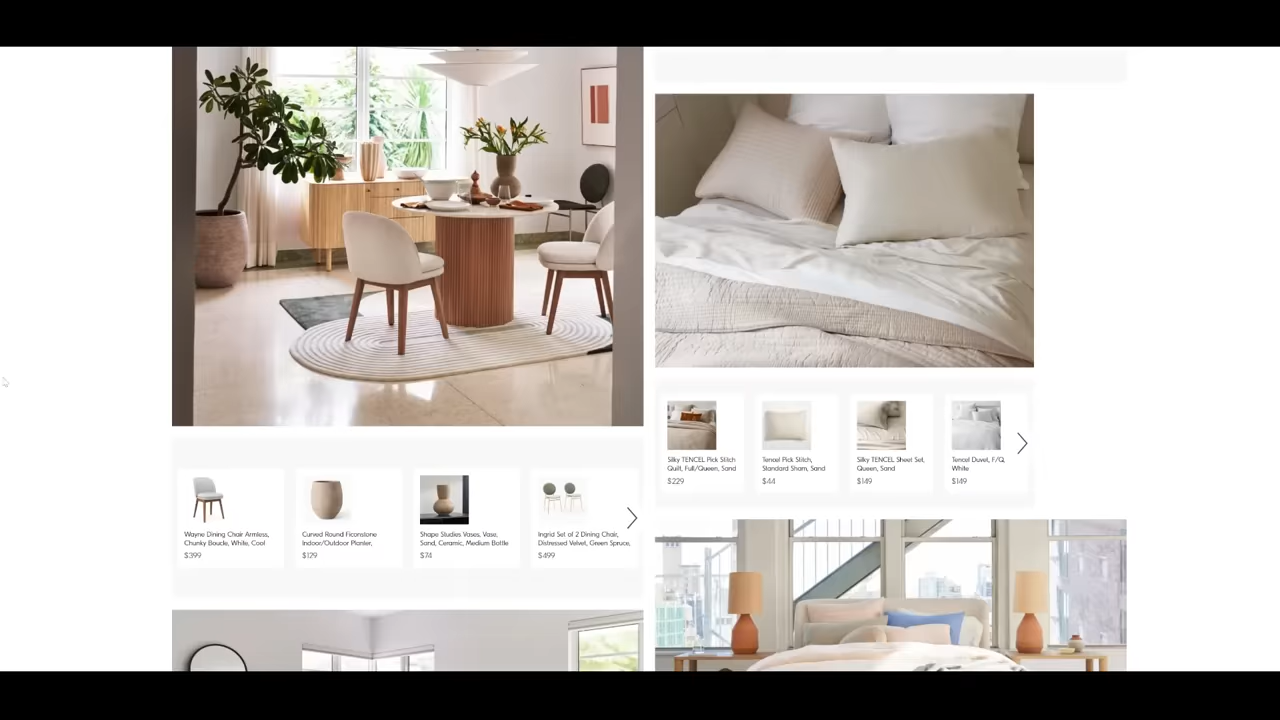 Wayne Dining Chair Armless,
Chunky Boucle, White, Cool
$399
Curved Round Ficonstone
Indoor/Outdoor Planter,
$129
Shape Studies Vases, Vase,
Sand, Ceramic, Medium Bottle
$74
Ingrid Set of 2 Dining Chair,
Distressed Velvet, Green Spruce,
$499
Silky TENCEL Pick Stitch
Quilt, Full/Queen, Sand
$229
Tencel Pick Stitch,
Standard Sham, Sand
$44
Silky TENCEL Sheet Set,
Queen, Sand
$149
Tencel Duvet, F/Q,
White
$149